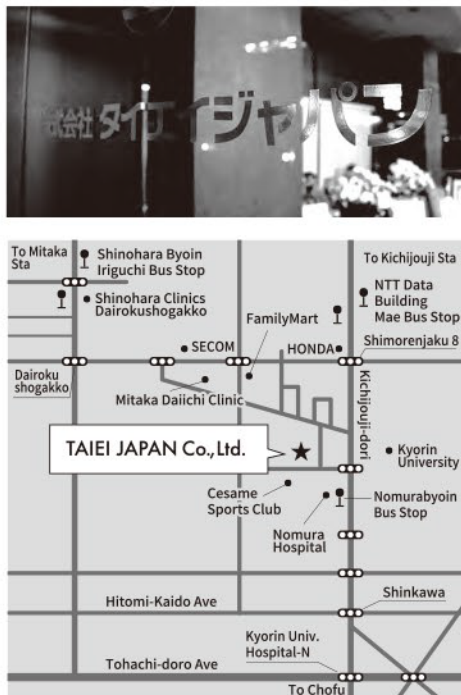 株式会社 タイエイジャパン
To Mitaka
Sta
Shinohara Byoin
Iriguchi Bus Stop
To Kichijouji Sta
Shinohara Clinics
Dairokushogakko
NTT Data
Building
Mae Bus Stop
FamilyMart
SECOM
HONDA
Shimorenjaku 8
Dairoku
shogakko
Mitaka Daiichi Clinic
Kichijouji-dori
TAIEI JAPAN Co., Ltd.
Kyorin
University
Cesame
Sports Club
Nomurabyoin
Bus Stop
Nomura
Hospital
Hitomi-Kaido Ave
Shinkawa
Kyorin Univ.
Hospital-N
Tohachi-doro Ave
To Chofu